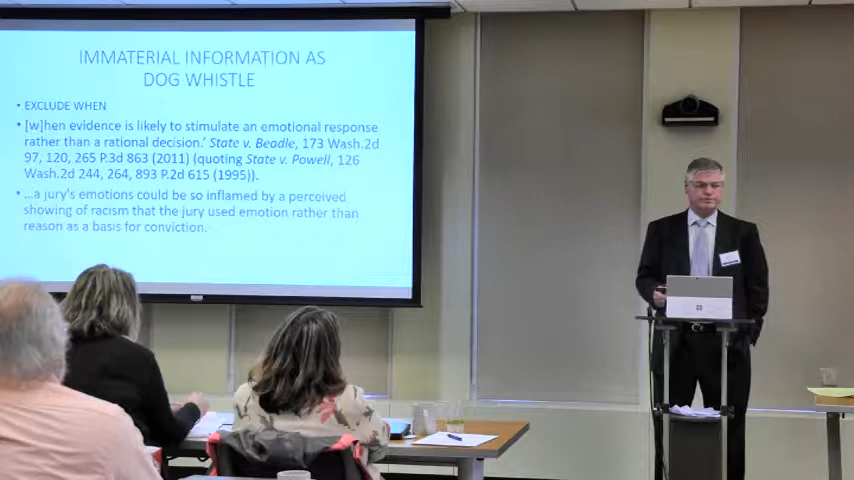 IMMATERIAL INFORMATION AS
DOG WHISTLE
• EXCLUDE WHEN
• [w]hen evidence is likely to stimulate an emotional response
rather than a rational decision.' State v. Beadle, 173 Wash.2d
97, 120, 265 P.3d 863 (2011) (quoting State v. Powell, 126
Wash.2d 244, 264, 893 P.2d 615 (1995)).
• ...a jury's emotions could be so inflamed by a perceived
showing of racism that the jury used emotion rather than
reason as a basis for conviction.